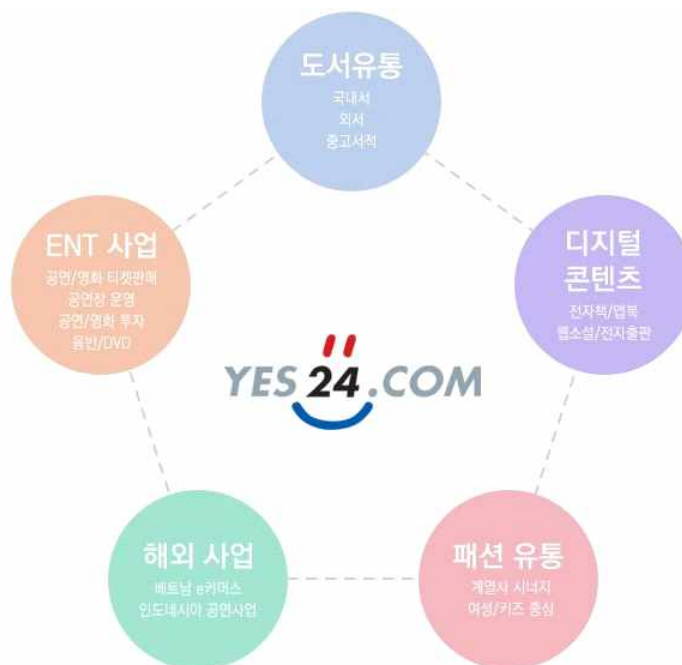 도서유통
국내서
외서
중고서적
ENT 사업
공연/영화 티켓판매
공연장 운영
공연/영화 투자
음반/DVD
디지털
콘텐츠
전자책/앱북
웹소설/전자출판
YES 24 .COM
해외 사업
베트남 e커머스
인도네시아 공연사업
패션 유통
계열사 시너지
여성/키즈 중심